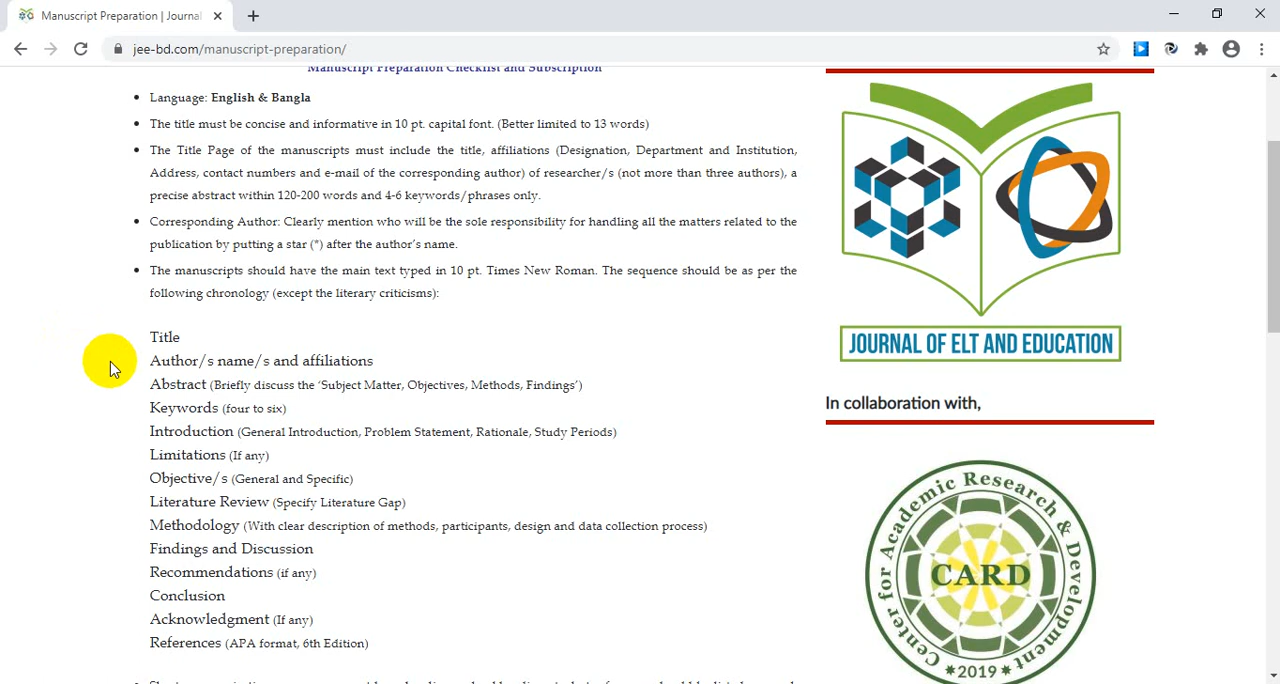 Manuscript Preparation | Journal
jee-bd.com/manuscript-preparation/
Manuscript Preparation Checklist and Subscription
• Language: English & Bangla
• The title must be concise and informative in 10 pt. capital font. (Better limited to 13 words)
• The Title Page of the manuscripts must include the title, affiliations (Designation, Department and Institution,
Address, contact numbers and e-mail of the corresponding author) of researcher/s (not more than three authors), a
precise abstract within 120-200 words and 4-6 keywords/phrases only.
• Corresponding Author: Clearly mention who will be the sole responsibility for handling all the matters related to the
publication by putting a star (*) after the author's name.
• The manuscripts should have the main text typed in 10 pt. Times New Roman. The sequence should be as per the
following chronology (except the literary criticisms):
Title
Author/s name/s and affiliations
Abstract (Briefly discuss the 'Subject Matter, Objectives, Methods, Findings')
Keywords (four to six)
Introduction (General Introduction, Problem Statement, Rationale, Study Periods)
Limitations (If any)
Objective/s (General and Specific)
Literature Review (Specify Literature Gap)
Methodology (With clear description of methods, participants, design and data collection process)
Findings and Discussion
Recommendations (if any)
Conclusion
Acknowledgment (If any)
References (APA format, 6th Edition)
JOURNAL OF ELT AND EDUCATION
In collaboration with,
Center for Academic Research & Development
CARD
2019